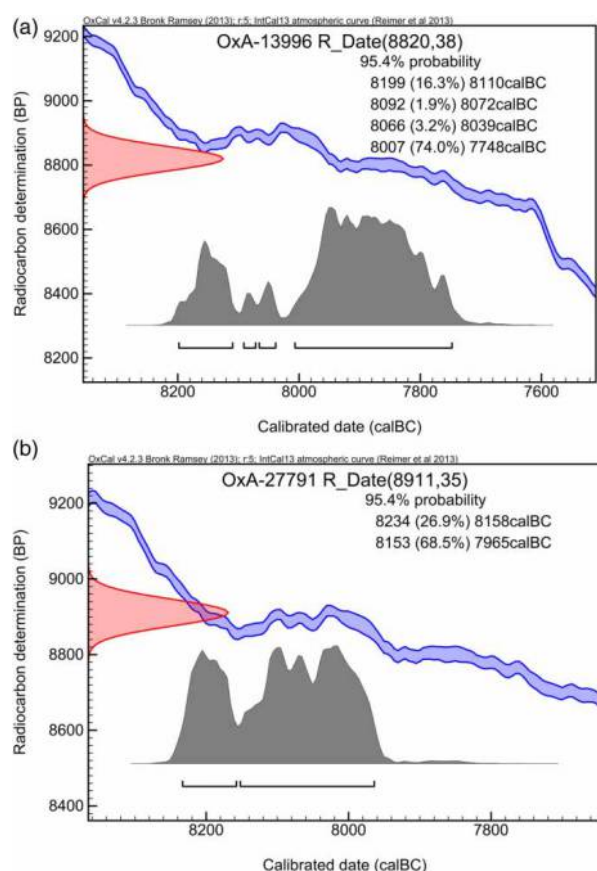 (a)
OxCal v4.2.3 Bronk Ramsey (2013); r:5; IntCal13 atmospheric curve (Reimer et al 2013)
OxA-13996 R_Date(8820,38)
95.4% probability
8199 (16.3%) 8110calBC
8092 (1.9%) 8072calBC
8066 (3.2%) 8039calBC
8007 (74.0%) 7748calBC
Radiocarbon determination (BP)
9200
9000
8800
8600
8400
8200
8200 8000 7800 7600
Calibrated date (calBC)
(b)
OxCal v4.2.3 Bronk Ramsey (2013); r:5; IntCal13 atmospheric curve (Reimer et al 2013)
OxA-27791 R_Date(8911,35)
95.4% probability
8234 (26.9%) 8158calBC
8153 (68.5%) 7965calBC
Radiocarbon determination (BP)
9200
9000
8800
8600
8400
8200 8000 7800
Calibrated date (calBC)